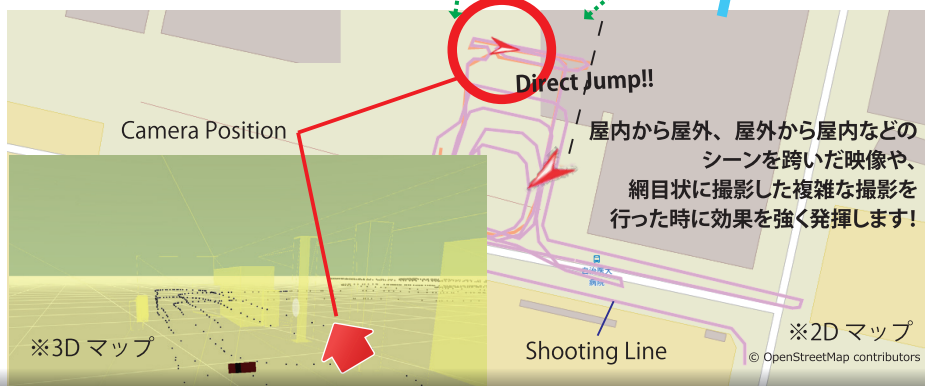 Direct Jump!!
Camera Position
屋内から屋外、屋外から屋内などの
シーンを跨いだ映像や、
網目状に撮影した複雑な撮影を
行った時に効果を強く発揮します!
※3D マップ
Shooting Line
※2D マップ
© OpenStreetMap contributors